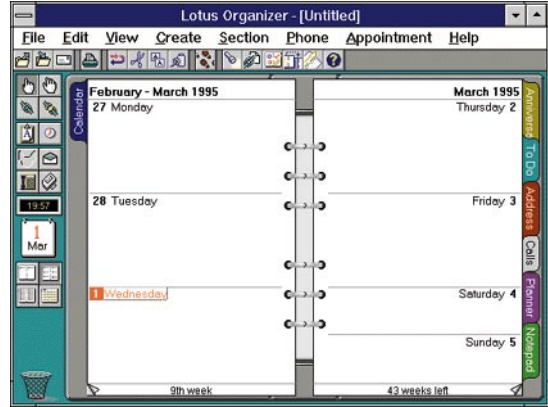 Lotus Organizer - [Untitled]
File Edit View Create Section Phone Appointment Help
Calendar
February - March 1995
27 Monday
28 Tuesday
1 Wednesday
9th week
March 1995
Thursday 2
Friday 3
Saturday 4
Sunday 5
43 weeks left
Annivers
To Do
Address
Calls
Planner
Notepad
19:57
1
Mar